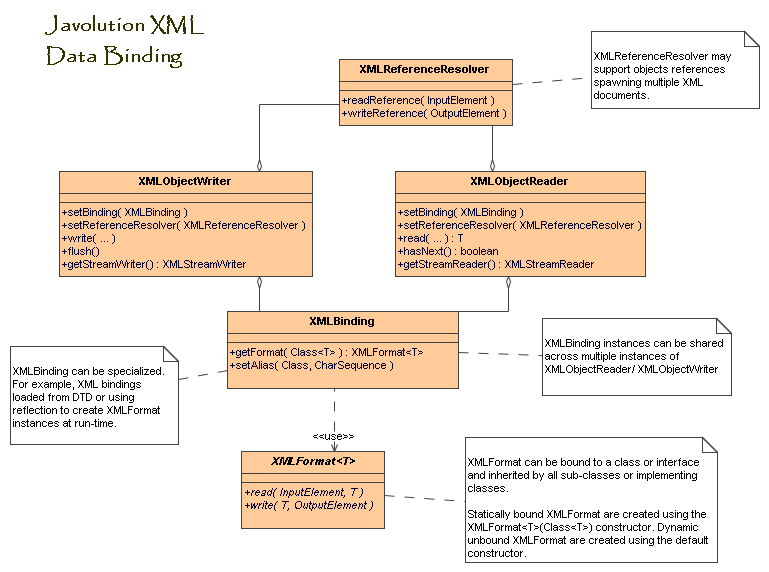 Javolution XML
Data Binding
XMLReferenceResolver
+readReference( InputElement )
+writeReference( OutputElement )
XMLReferenceResolver may
support objects references
spawning multiple XML
documents.
XMLObjectWriter
+setBinding( XMLBinding )
+setReferenceResolver( XMLReferenceResolver )
+write( ... )
+flush()
+getStreamWriter() : XMLStreamWriter
XMLObjectReader
+setBinding( XMLBinding )
+setReferenceResolver( XMLReferenceResolver )
+read( ... ) : T
+hasNext() : boolean
+getStreamReader() : XMLStreamReader
XMLBinding
+getFormat( Class<T> ) : XMLFormat<T>
+setAlias( Class, CharSequence )
XMLBinding can be specialized.
For example, XML bindings
loaded from DTD or using
reflection to create XMLFormat
instances at run-time.
XMLBinding instances can be shared
across multiple instances of
XMLObjectReader/ XMLObjectWriter
<<use>>
XMLFormat<T>
+read( InputElement, T )
+write( T, OutputElement )
XMLFormat can be bound to a class or interface
and inherited by all sub-classes or implementing
classes.
Statically bound XMLFormat are created using the
XMLFormat<T>(Class<T>) constructor. Dynamic
unbound XMLFormat are created using the default
constructor.